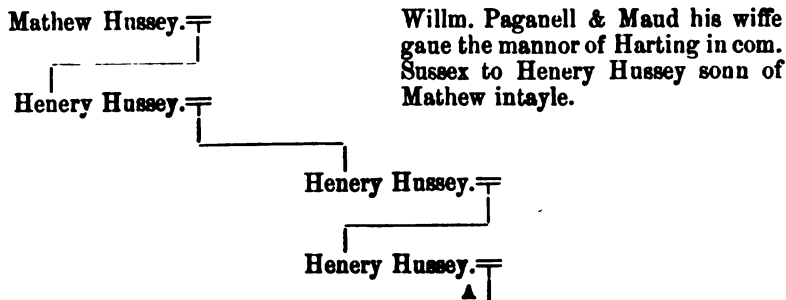 Mathew Hussey.
Willm. Paganell & Maud his wiffe
gaue the mannor of Harting in com.
Sussex to Henery Hussey sonn of
Mathew intayle.
Henery Hussey.
Henery Hussey.
Henery Hussey.
A